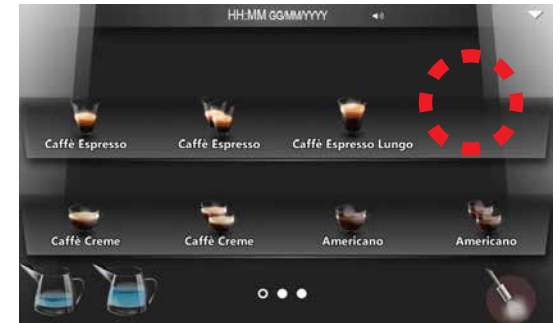 HH:MM GG/MM/YYYY
Caffè Espresso Caffè Espresso Caffè Espresso Lungo
Caffè Creme Caffè Creme Americano Americano